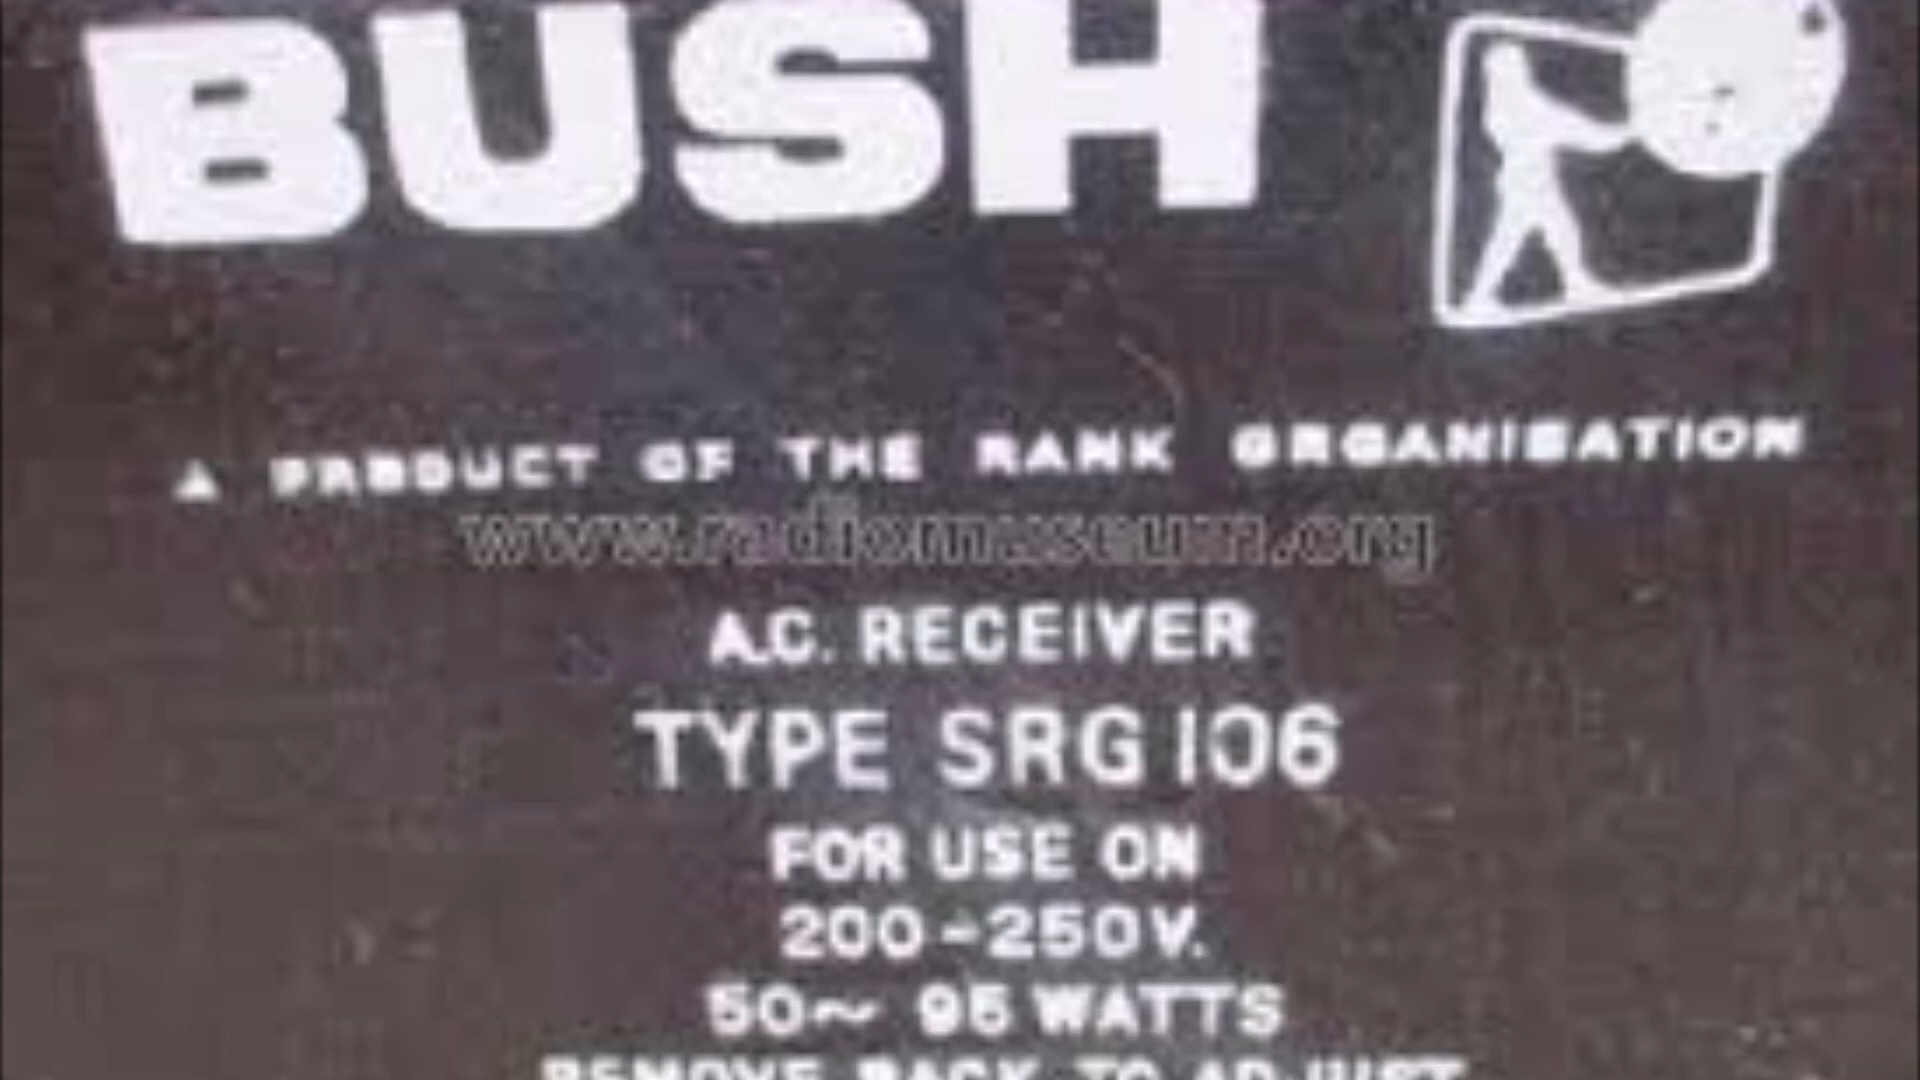 BUSH
A PRODUCT OF THE RANK ORGANISATION
www.radiomuseum.org
A.C. RECEIVER
TYPE SRG 106
FOR USE ON
200-250V.
50~ 95 WATTS
REMOVE BACK TO ADJUST